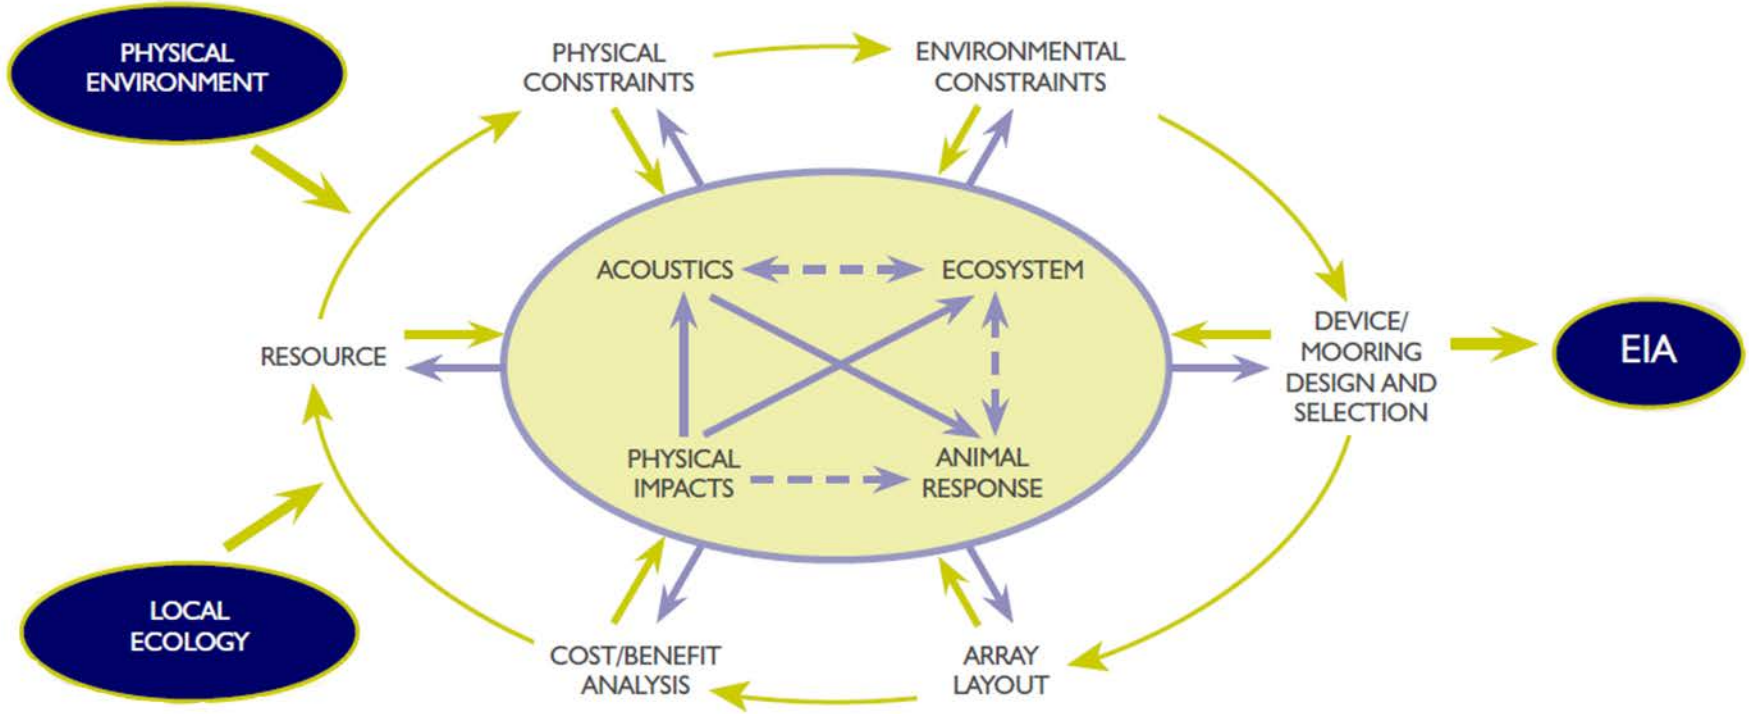 PHYSICAL
ENVIRONMENT
PHYSICAL
CONSTRAINTS
ENVIRONMENTAL
CONSTRAINTS
ACOUSTICS
ECOSYSTEM
RESOURCE
DEVICE/
MOORING
DESIGN AND
SELECTION
EIA
PHYSICAL
IMPACTS
ANIMAL
RESPONSE
LOCAL
ECOLOGY
COST/BENEFIT
ANALYSIS
ARRAY
LAYOUT